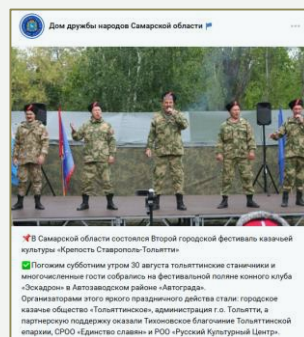 Дом дружбы народов Самарской области
В Самарской области состоялся Второй городской фестиваль казачьей
культуры «Крепость Ставрополь-Тольятти»
Погожим субботним утром 30 августа тольяттинские станичники и
многочисленные гости собрались на фестивальной поляне конного клуба
«Эскадрон» в Автозаводском районе «Автограда».
Организаторами этого яркого праздничного действа стали: городское
казачье общество «Тольяттинское», администрация г.о. Тольятти, а
партнерскую поддержку оказали Тихоновское благочиние Тольяттинской
епархии, СРОО «Единство славян» и РОО «Русский Культурный Центр».